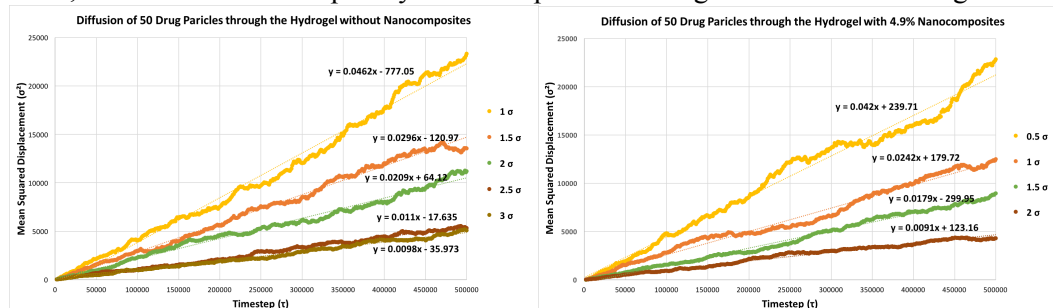 Diffusion of 50 Drug Paricles through the Hydrogel without Nanocomposites
Mean Squared Displacement (σ²)
25000
20000
15000
10000
5000
0
y = 0.0462x - 777.05
y = 0.0296x - 120.97
y = 0.0209x + 64.12
y = 0.011x - 17.635
y = 0.0098x - 35.973
1 σ
1.5 σ
2 σ
2.5 σ
3 σ
0 50000 100000 150000 200000 250000 300000 350000 400000 450000 500000
Timestep (τ)
Diffusion of 50 Drug Paricles through the Hydrogel with 4.9% Nanocomposites
Mean Squared Displacement (σ²)
25000
20000
15000
10000
5000
0
y = 0.042x + 239.71
y = 0.0242x + 179.72
y = 0.0179x - 299.95
y = 0.0091x + 123.16
0.5 σ
1 σ
1.5 σ
2 σ
0 50000 100000 150000 200000 250000 300000 350000 400000 450000 500000
Timestep (τ)